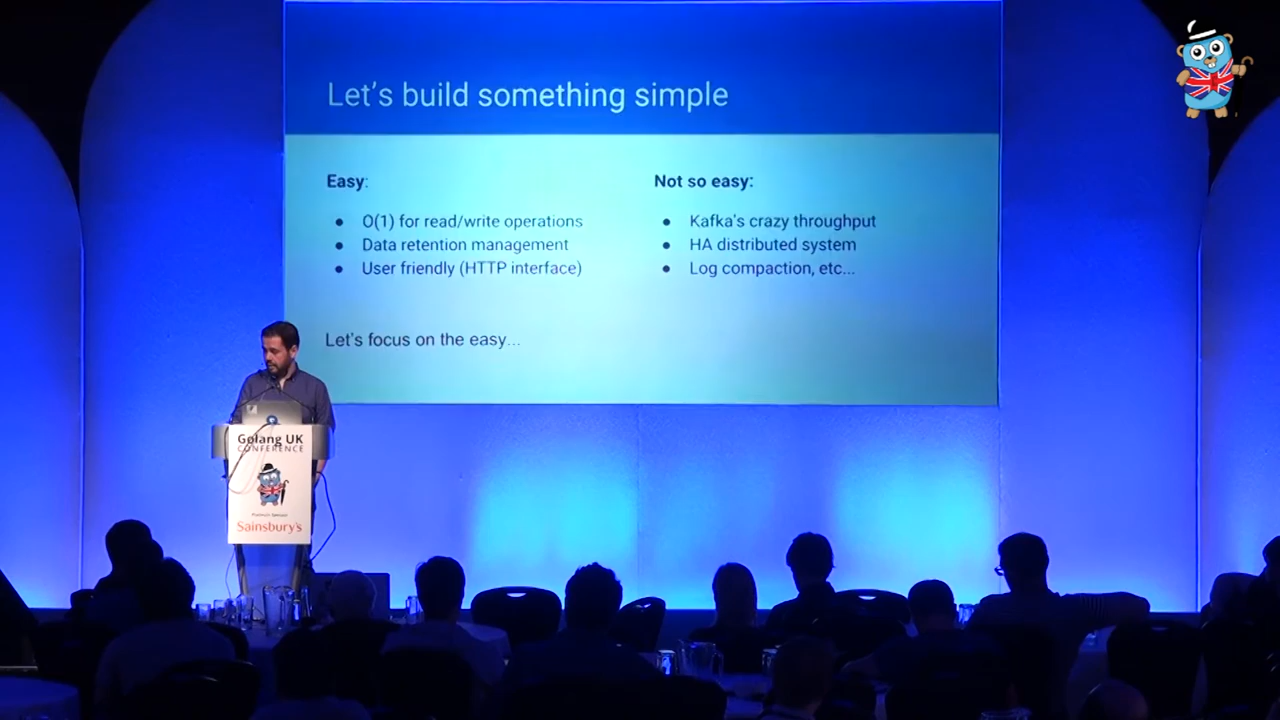 Let's build something simple
Easy:
● O(1) for read/write operations
● Data retention management
● User friendly (HTTP interface)
Not so easy:
● Kafka's crazy throughput
● HA distributed system
● Log compaction, etc...
Let's focus on the easy...
Golang UK
CONFERENCE
Platinum Sponsor
Sainsbury's